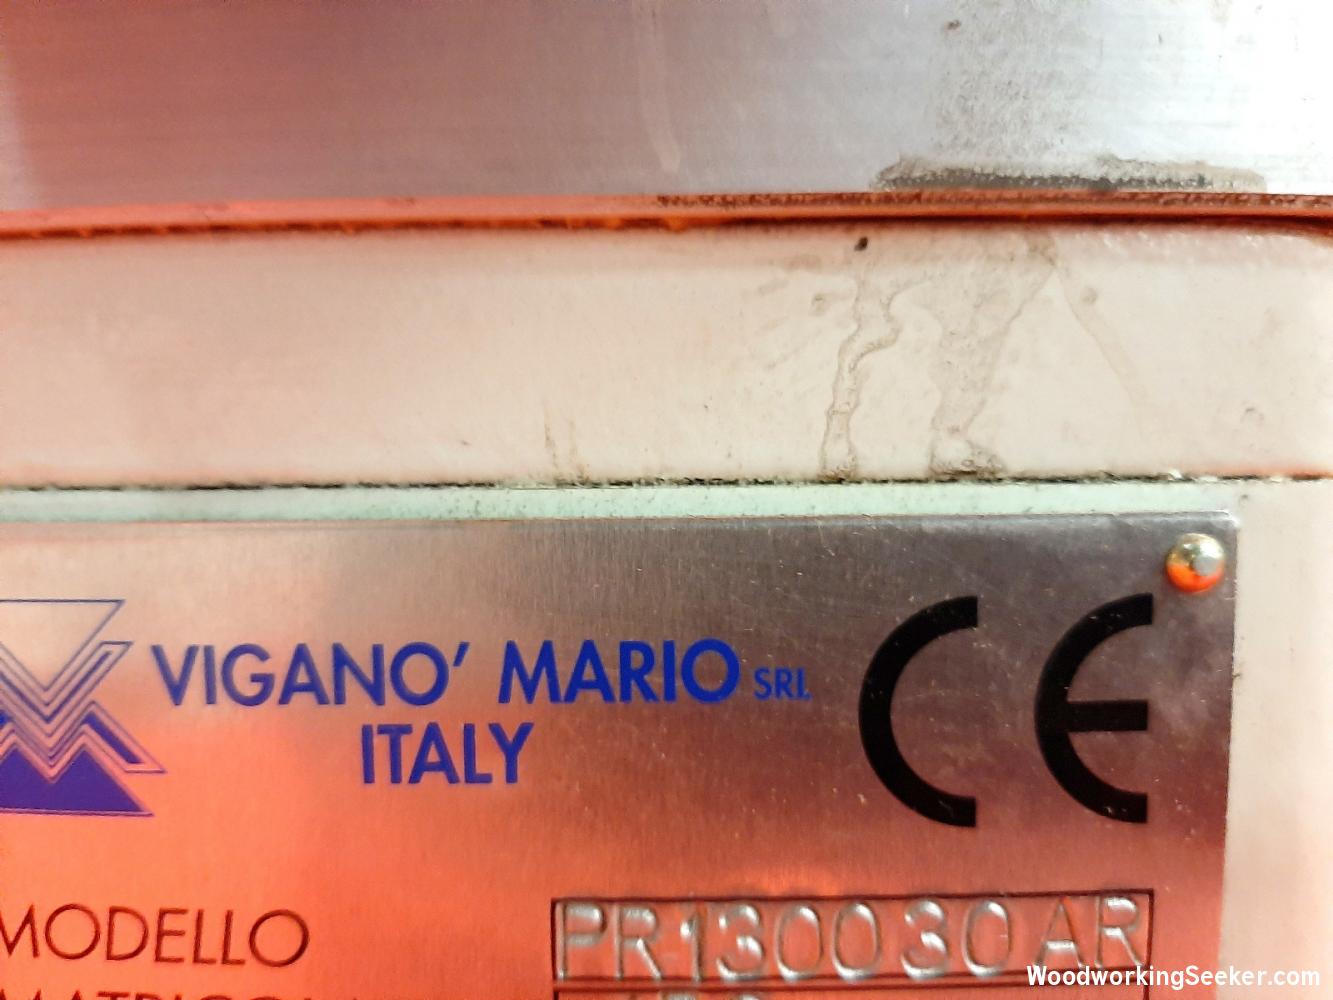 VIGANO' MARIO SRL
ITALY
CE
MODELLO PR 1300 30 AR
WoodworkingSeeker.com